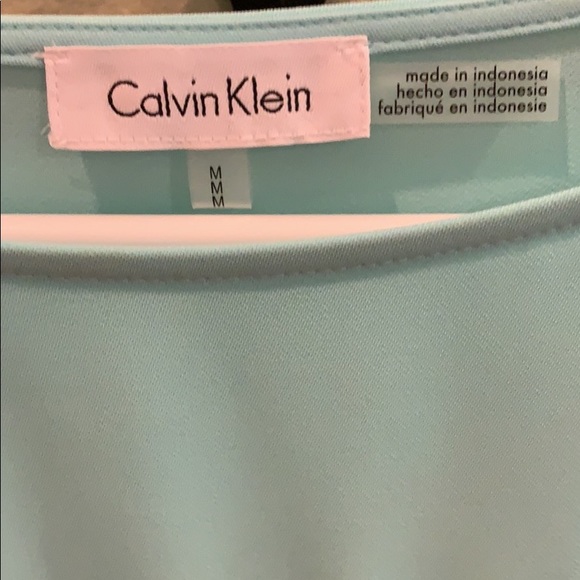 Calvin Klein
made in indonesia
hecho en indonesia
fabriqué en indonesie
M
M
M